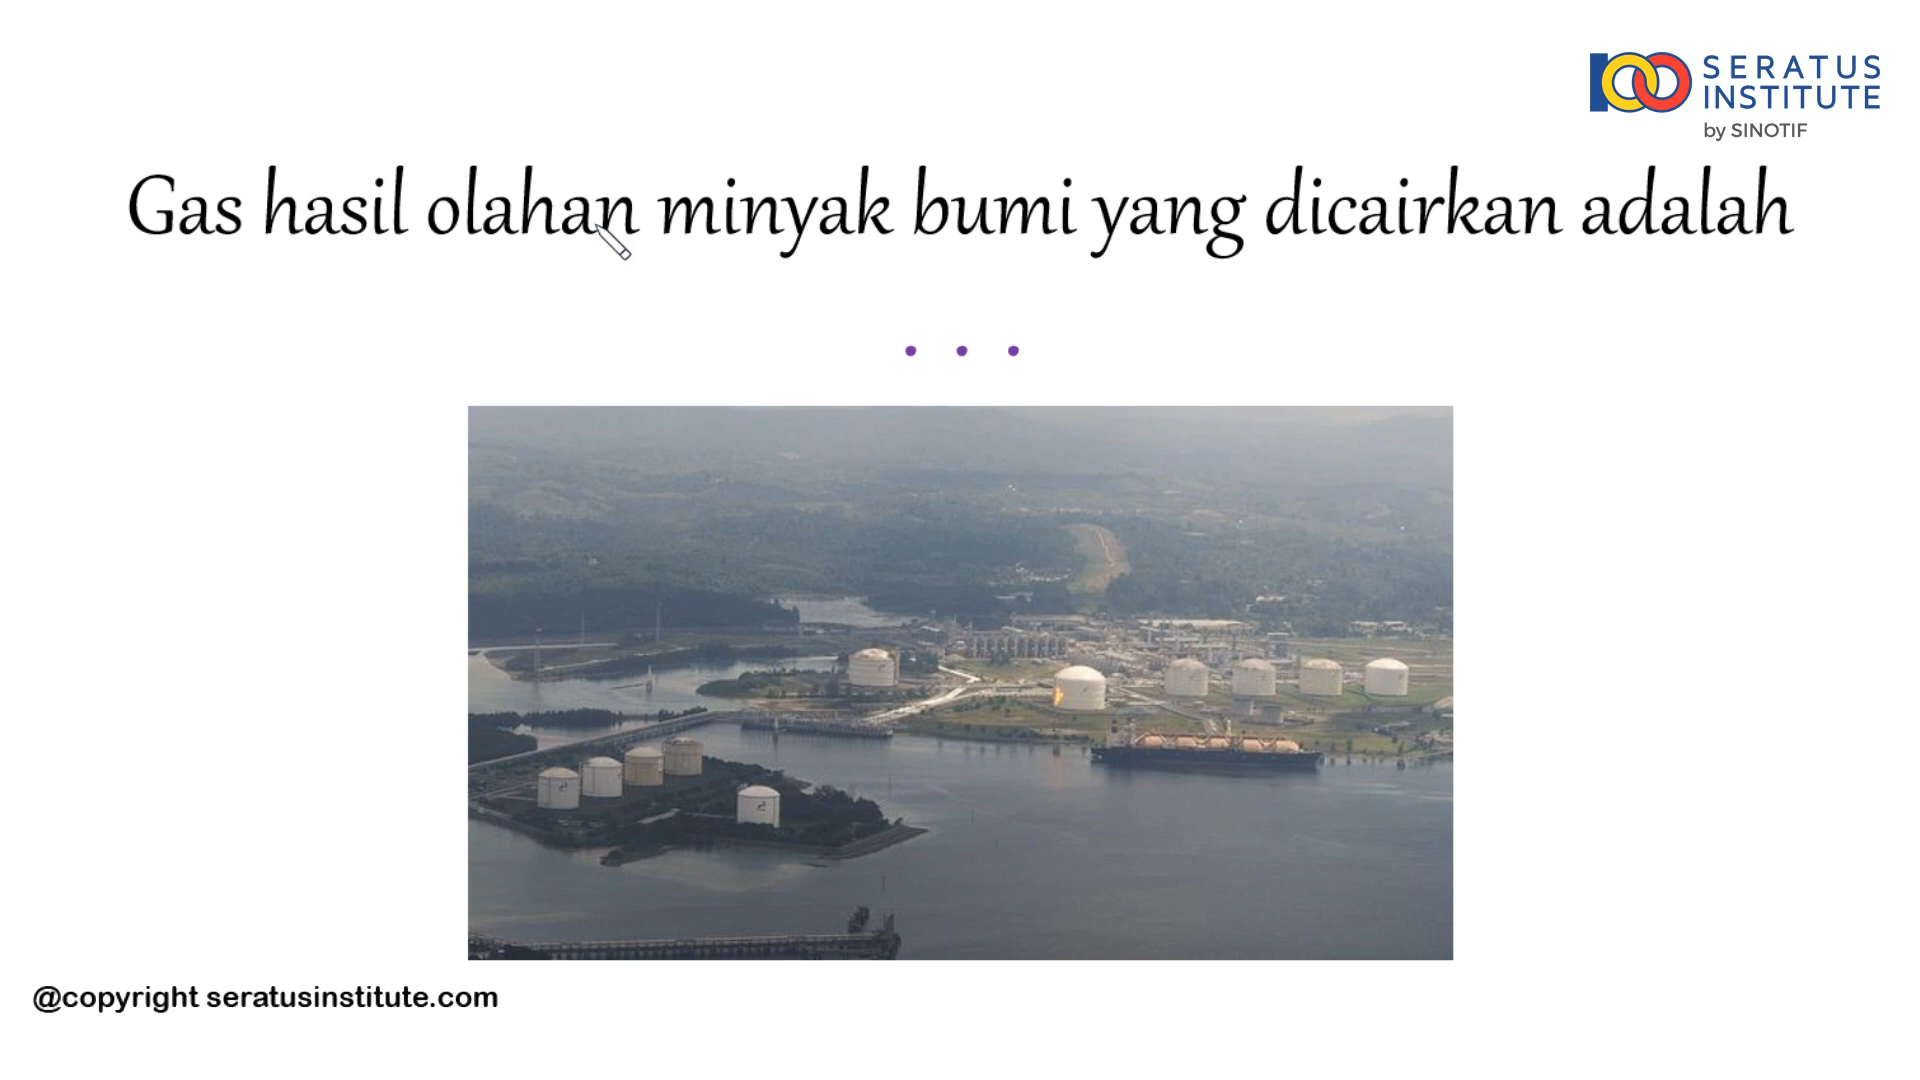 SERATUS
INSTITUTE
by SINOTIF
Gas hasil olahan minyak bumi yang dicairkan adalah
. . .
@copyright seratusinstitute.com